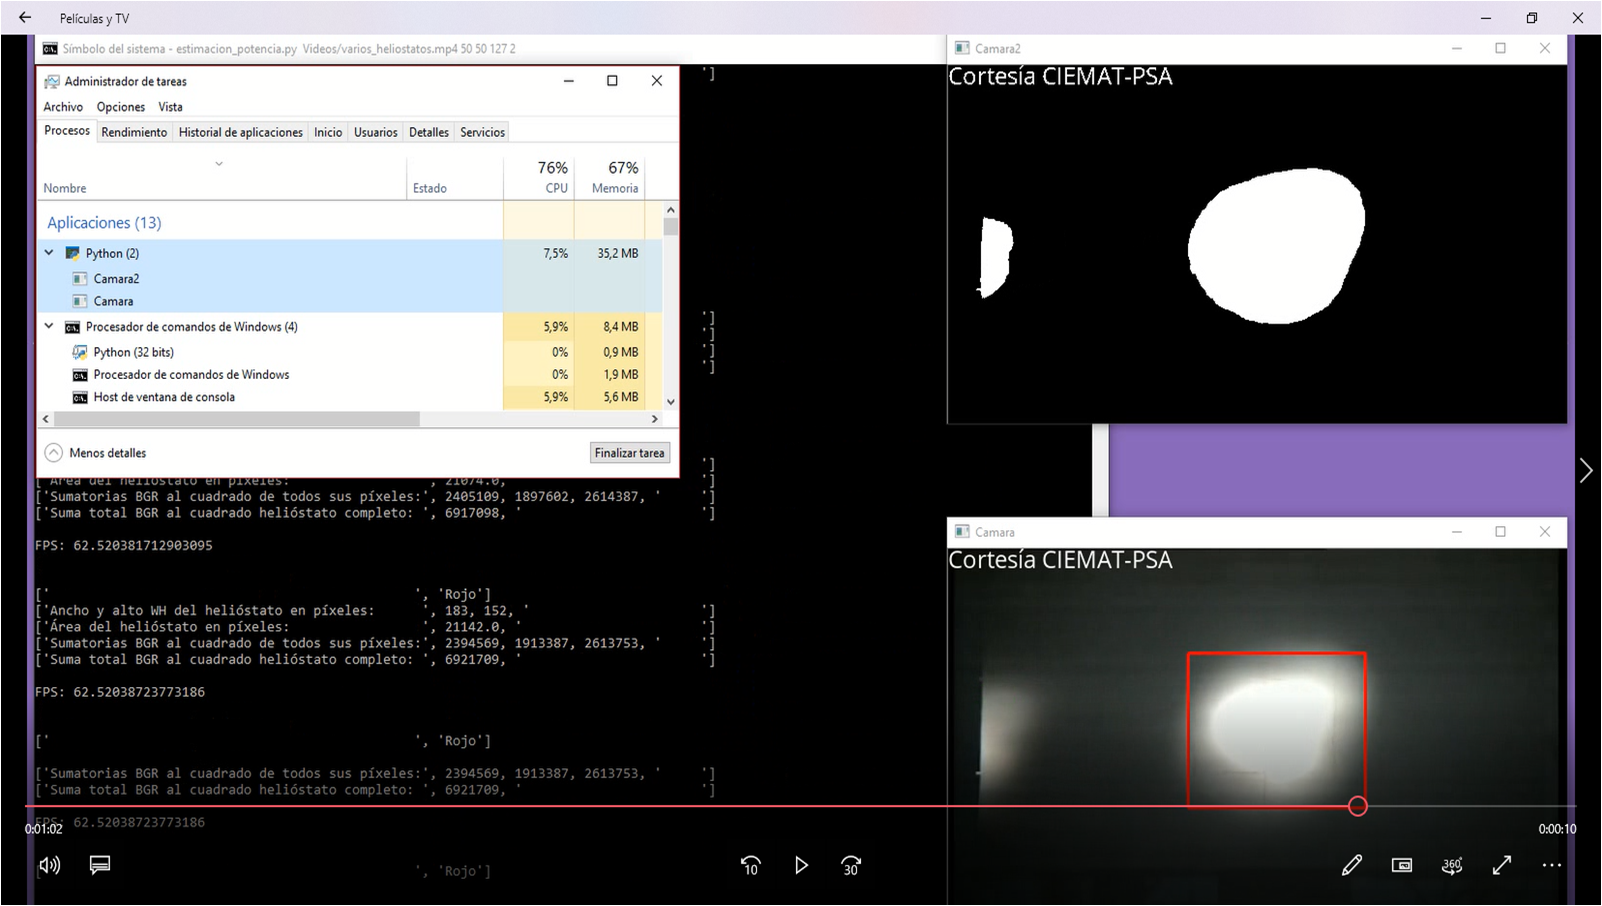 Películas y TV
Símbolo del sistema - estimacion_potencia.py Videos/varios_heliostatos.mp4 50 50 127 2
Administrador de tareas
Archivo Opciones Vista
Procesos Rendimiento Historial de aplicaciones Inicio Usuarios Detalles Servicios
76% 67%
Nombre Estado CPU Memoria
Aplicaciones (13)
Python (2) 7,5% 35,2 MB
Camara2
Camara
Procesador de comandos de Windows (4) 5,9% 8,4 MB
Python (32 bits) 0% 0,9 MB
Procesador de comandos de Windows 0% 1,9 MB
Host de ventana de consola 5,9% 5,6 MB
Menos detalles Finalizar tarea
']
']
']
']
']
']
['Área del helióstato en píxeles: ', 21074.0, ']
['Sumatorias BGR al cuadrado de todos sus píxeles:', 2405109, 1897602, 2614387, ' ']
['Suma total BGR al cuadrado helióstato completo: ', 6917098, ' ']
FPS: 62.520381712903095
[' ', 'Rojo']
['Ancho y alto WH del helióstato en píxeles: ', 183, 152, ' ']
['Área del helióstato en píxeles: ', 21142.0, ' ']
['Sumatorias BGR al cuadrado de todos sus píxeles:', 2394569, 1913387, 2613753, ' ']
['Suma total BGR al cuadrado helióstato completo: ', 6921709, ' ']
FPS: 62.52038723773186
[' ', 'Rojo']
['Sumatorias BGR al cuadrado de todos sus píxeles:', 2394569, 1913387, 2613753, ' ']
['Suma total BGR al cuadrado helióstato completo: ', 6921709, ' ']
FPS: 62.52038723773186
[' ', 'Rojo']
Camara2
Cortesía CIEMAT-PSA
Camara
Cortesía CIEMAT-PSA
0:01:02 0:00:10
10 30 360